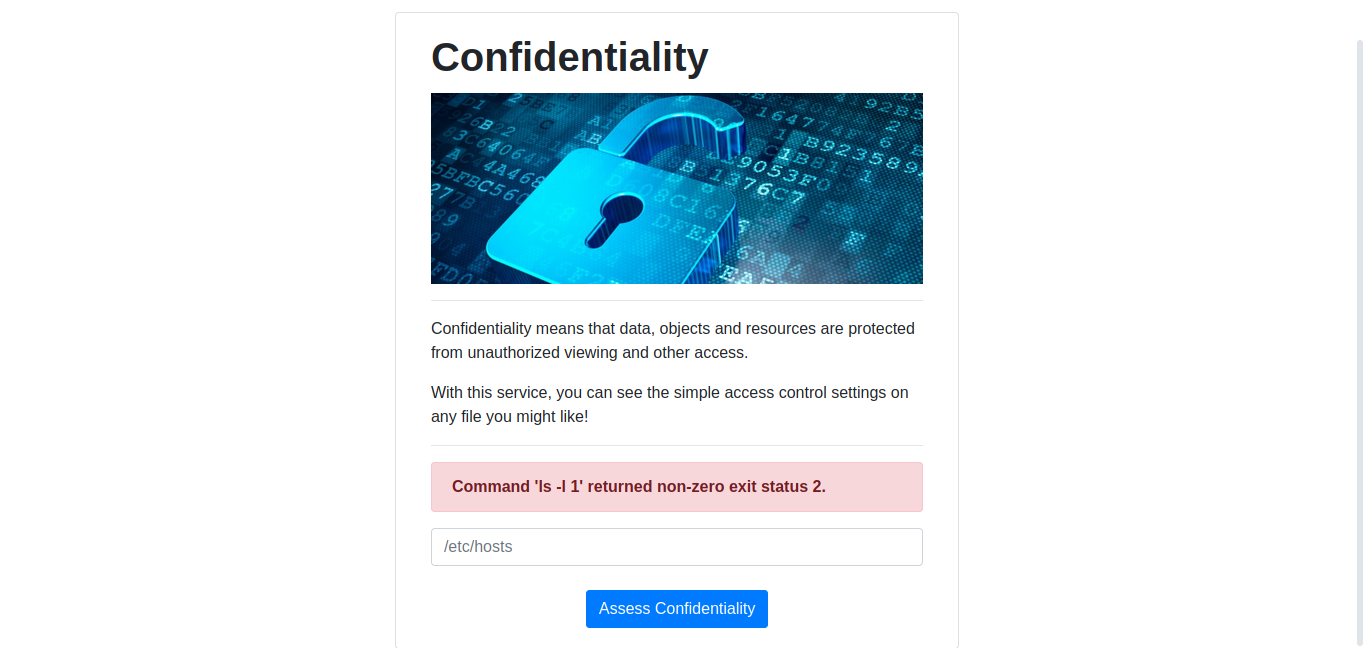 Confidentiality
Confidentiality means that data, objects and resources are protected
from unauthorized viewing and other access.
With this service, you can see the simple access control settings on
any file you might like!
Command 'ls -l 1' returned non-zero exit status 2.
/etc/hosts
Assess Confidentiality